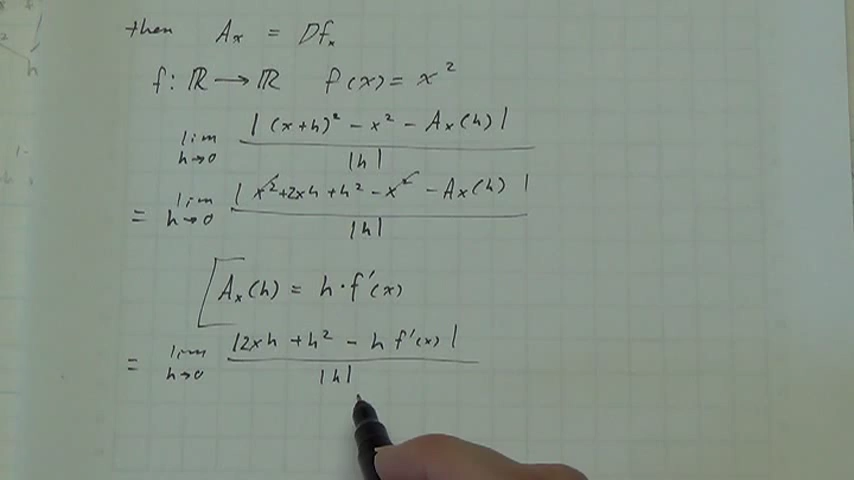 then Aₓ = Dfₓ
f: ℝ → ℝ f(x) = x²
lim h→0 |(x+h)² - x² - Aₓ(h)| / |h|
= lim h→0 |x² + 2xh + h² - x² - Aₓ(h)| / |h|
[Aₓ(h) = h · f'(x)
= lim h→0 |2xh + h² - h f'(x)| / |h|